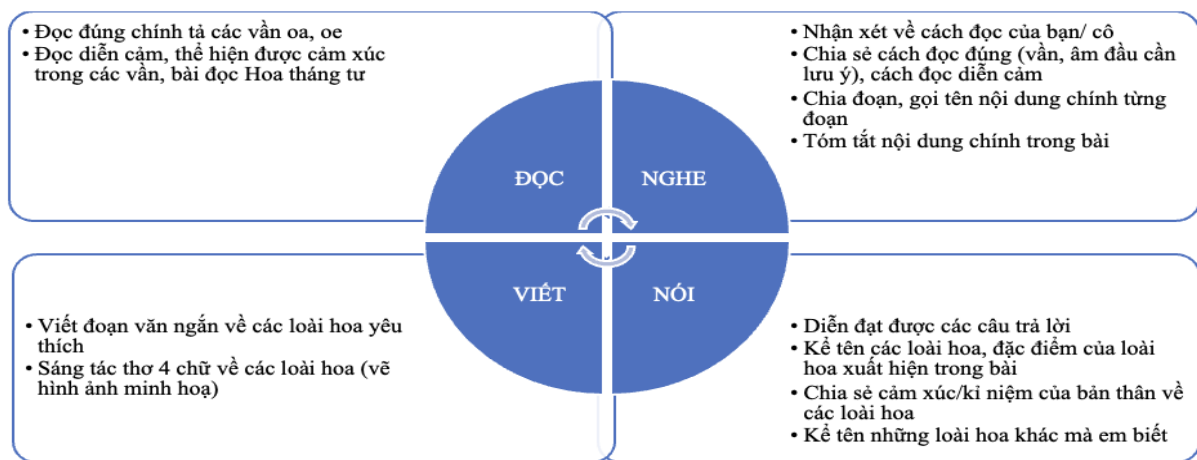 • Đọc đúng chính tả các vần oa, oe
• Đọc diễn cảm, thể hiện được cảm xúc
trong các vần, bài đọc Hoa tháng tư
• Nhận xét về cách đọc của bạn/ cô
• Chia sẻ cách đọc đúng (vần, âm đầu cần
lưu ý), cách đọc diễn cảm
• Chia đoạn, gọi tên nội dung chính từng
đoạn
• Tóm tắt nội dung chính trong bài
ĐỌC
NGHE
VIẾT
NÓI
• Viết đoạn văn ngắn về các loài hoa yêu
thích
• Sáng tác thơ 4 chữ về các loài hoa (vẽ
hình ảnh minh hoạ)
• Diễn đạt được các câu trả lời
• Kể tên các loài hoa, đặc điểm của loài
hoa xuất hiện trong bài
• Chia sẻ cảm xúc/kỉ niệm của bản thân về
các loài hoa
• Kể tên những loài hoa khác mà em biết